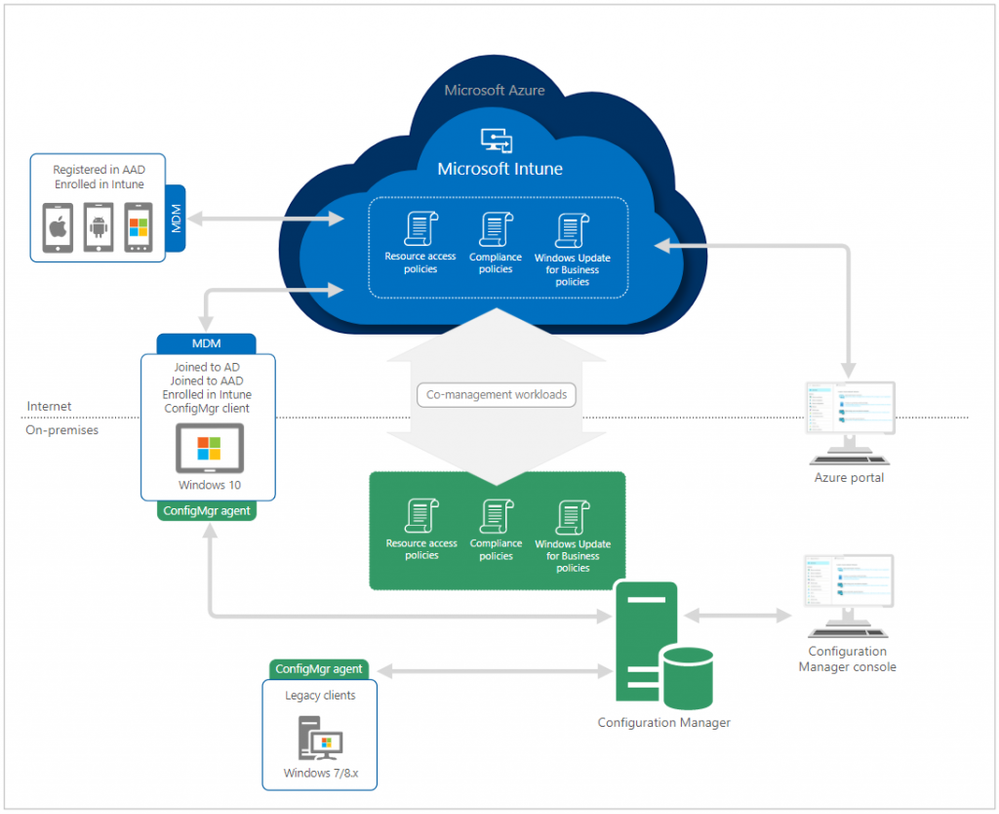 Microsoft Azure
Microsoft Intune
Registered in AAD
Enrolled in Intune
MDM
Resource access
policies
Compliance
policies
Windows Update
for Business
policies
MDM
Joined to AD
Joined to AAD
Enrolled in Intune
ConfigMgr client
Windows 10
ConfigMgr agent
Co-management workloads
Internet
On-premises
Azure portal
Resource access
policies
Compliance
policies
Windows Update
for Business
policies
Configuration
Manager console
ConfigMgr agent
Legacy clients
Windows 7/8.x
Configuration Manager